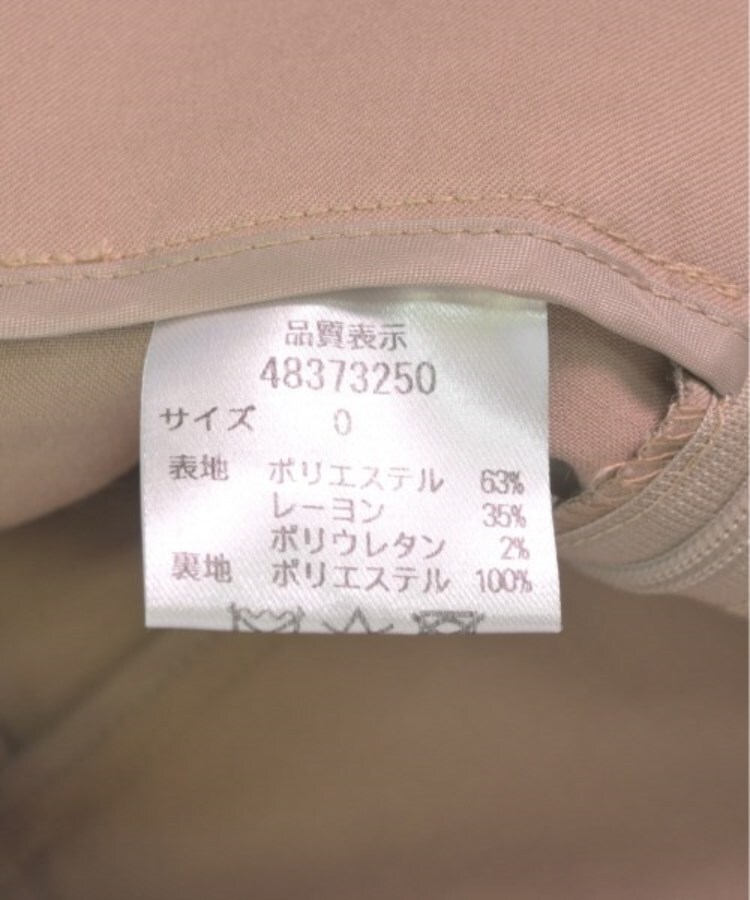 品質表示
48373250
サイズ 0
表地 ポリエステル 63%
レーヨン 35%
ポリウレタン 2%
裏地 ポリエステル 100%